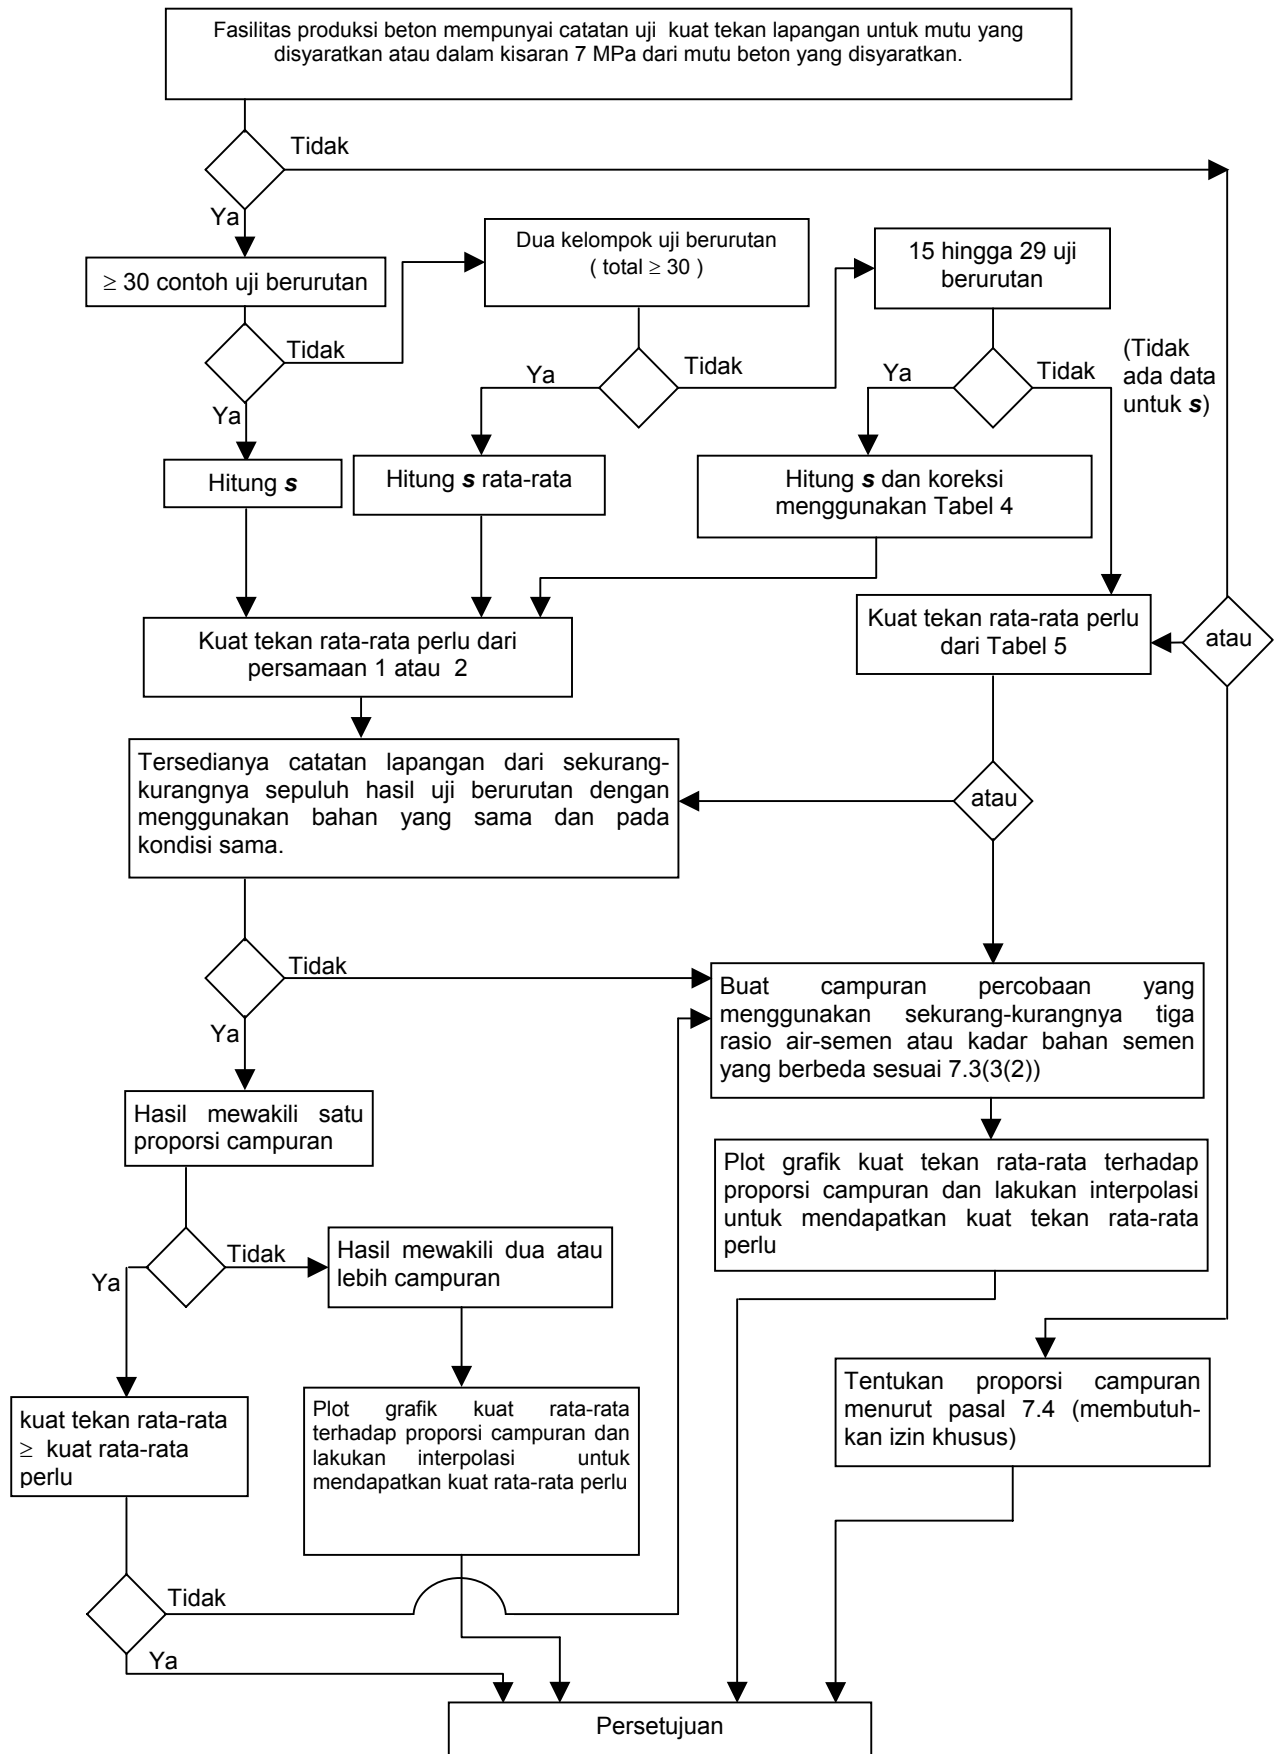 Fasilitas produksi beton mempunyai catatan uji kuat tekan lapangan untuk mutu yang
disyaratkan atau dalam kisaran 7 MPa dari mutu beton yang disyaratkan.
Tidak
Ya
≥ 30 contoh uji berurutan
Dua kelompok uji berurutan
( total ≥ 30 )
15 hingga 29 uji
berurutan
Tidak
Ya
Ya
Tidak
Ya
Tidak
(Tidak
ada data
untuk s)
Hitung s
Hitung s rata-rata
Hitung s dan koreksi
menggunakan Tabel 4
Kuat tekan rata-rata perlu dari
persamaan 1 atau 2
Kuat tekan rata-rata perlu
dari Tabel 5
atau
Tersedianya catatan lapangan dari sekurang-
kurangnya sepuluh hasil uji berurutan dengan
menggunakan bahan yang sama dan pada
kondisi sama.
atau
Tidak
Ya
Buat campuran percobaan yang
menggunakan sekurang-kurangnya tiga
rasio air-semen atau kadar bahan semen
yang berbeda sesuai 7.3(3(2))
Hasil mewakili satu
proporsi campuran
Plot grafik kuat tekan rata-rata terhadap
proporsi campuran dan lakukan interpolasi
untuk mendapatkan kuat tekan rata-rata
perlu
Ya
Tidak
Hasil mewakili dua atau
lebih campuran
kuat tekan rata-rata
≥ kuat rata-rata
perlu
Plot grafik kuat rata-rata
terhadap proporsi campuran dan
lakukan interpolasi untuk
mendapatkan kuat rata-rata perlu
Tentukan proporsi campuran
menurut pasal 7.4 (membutuh-
kan izin khusus)
Tidak
Ya
Persetujuan